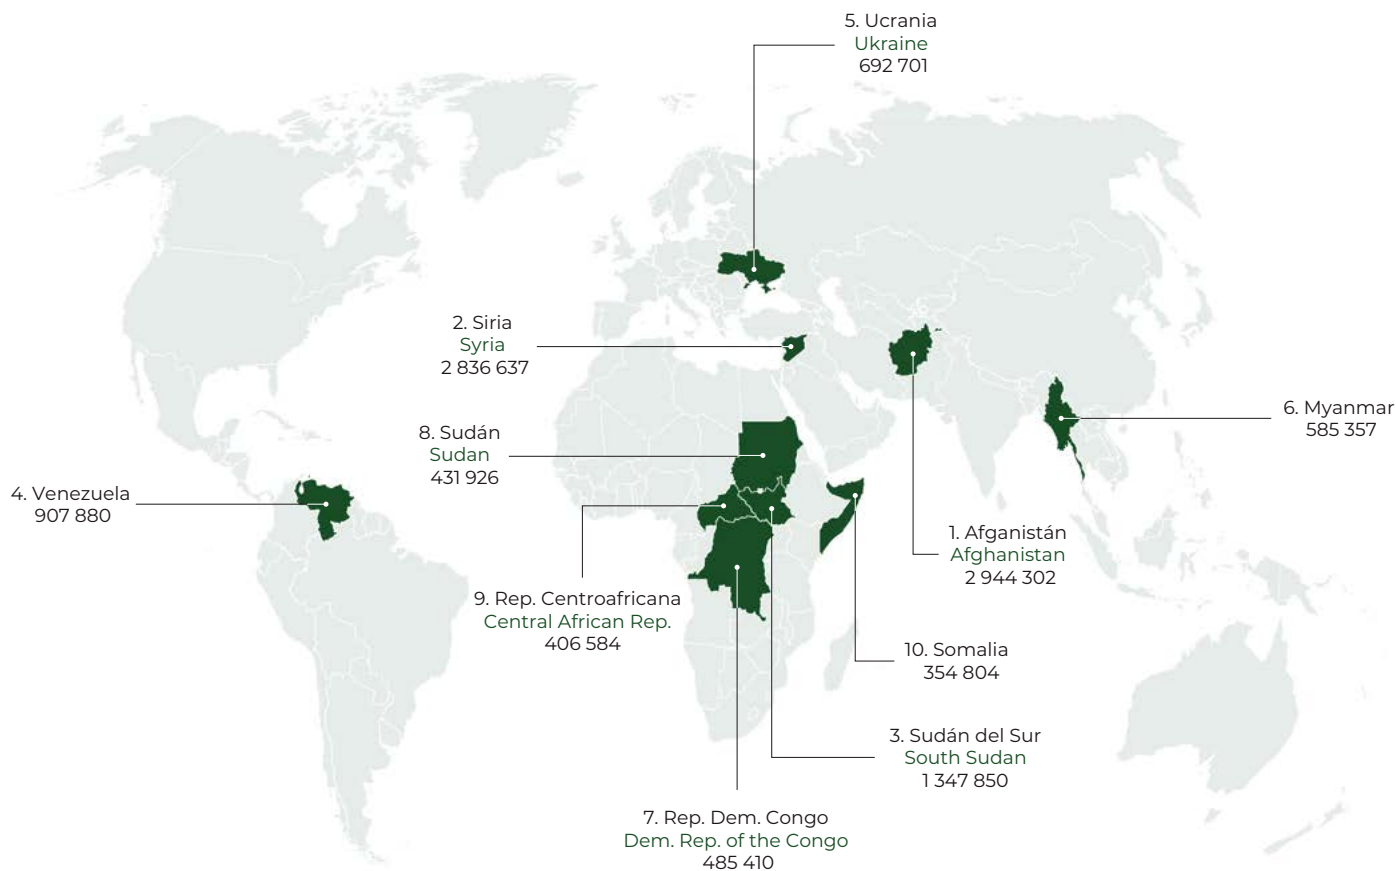 5. Ucrania
Ukraine
692 701
2. Siria
Syria
2 836 637
6. Myanmar
585 357
8. Sudán
Sudan
431 926
4. Venezuela
907 880
1. Afganistán
Afghanistan
2 944 302
9. Rep. Centroafricana
Central African Rep.
406 584
10. Somalia
354 804
3. Sudán del Sur
South Sudan
1 347 850
7. Rep. Dem. Congo
Dem. Rep. of the Congo
485 410